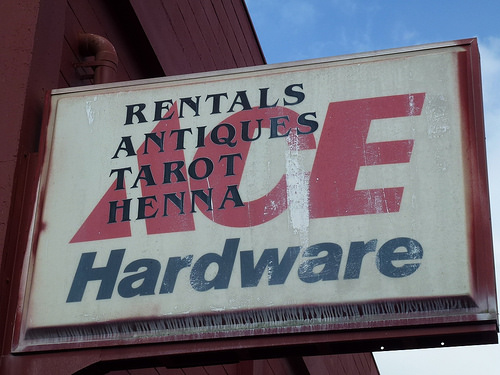 RENTALS
ANTIQUES
TAROT
HENNA
ACE
Hardware